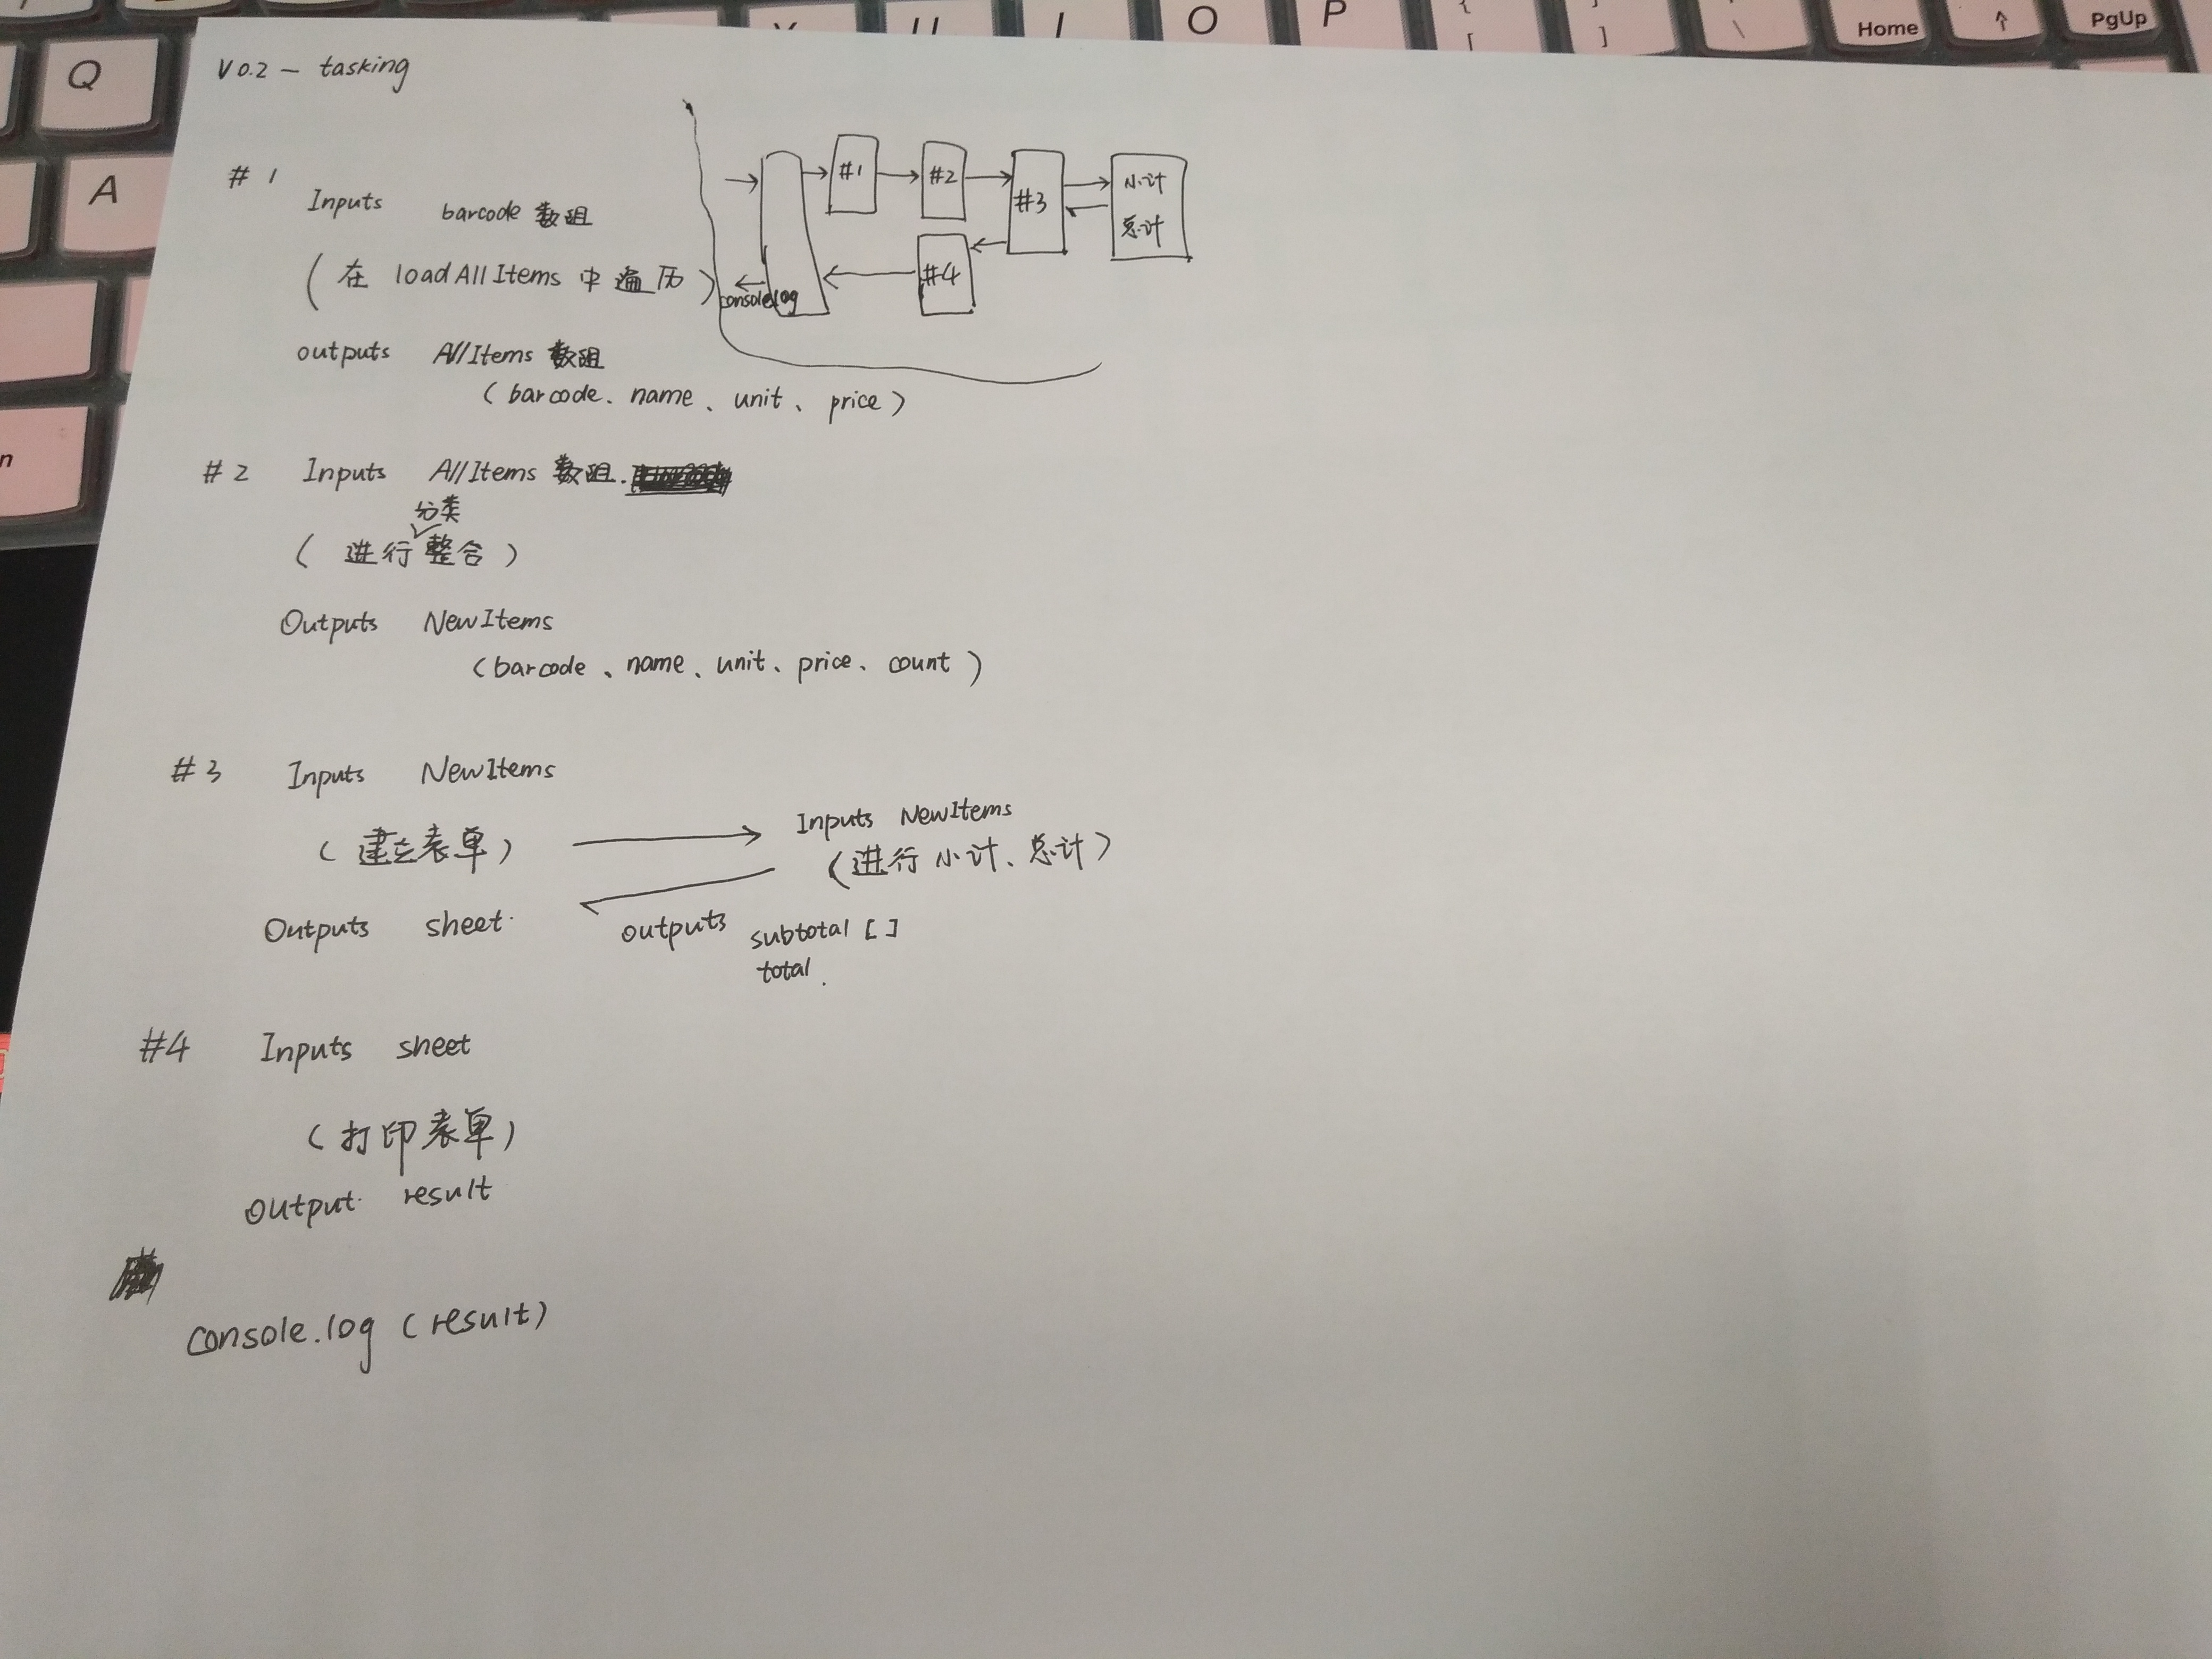 Y U I O P { [ } ] \ Home ↑ PgUp
Q
A
n
V0.2 — tasking
#1
Inputs barcode 数组
(在 loadAllItems 中遍历)
outputs AllItems 数组
(barcode、name、unit、price)
#1 #2 #3 小计
总计
#4
console.log
#2 Inputs AllItems 数组.
分类
(进行整合)
Outputs NewItems
(barcode、name、unit、price、count)
#3 Inputs NewItems
(建立表单)
Outputs sheet.
Inputs NewItems
(进行小计、总计)
outputs subtotal []
total.
#4 Inputs sheet
(打印表单)
Output. result
console.log (result)